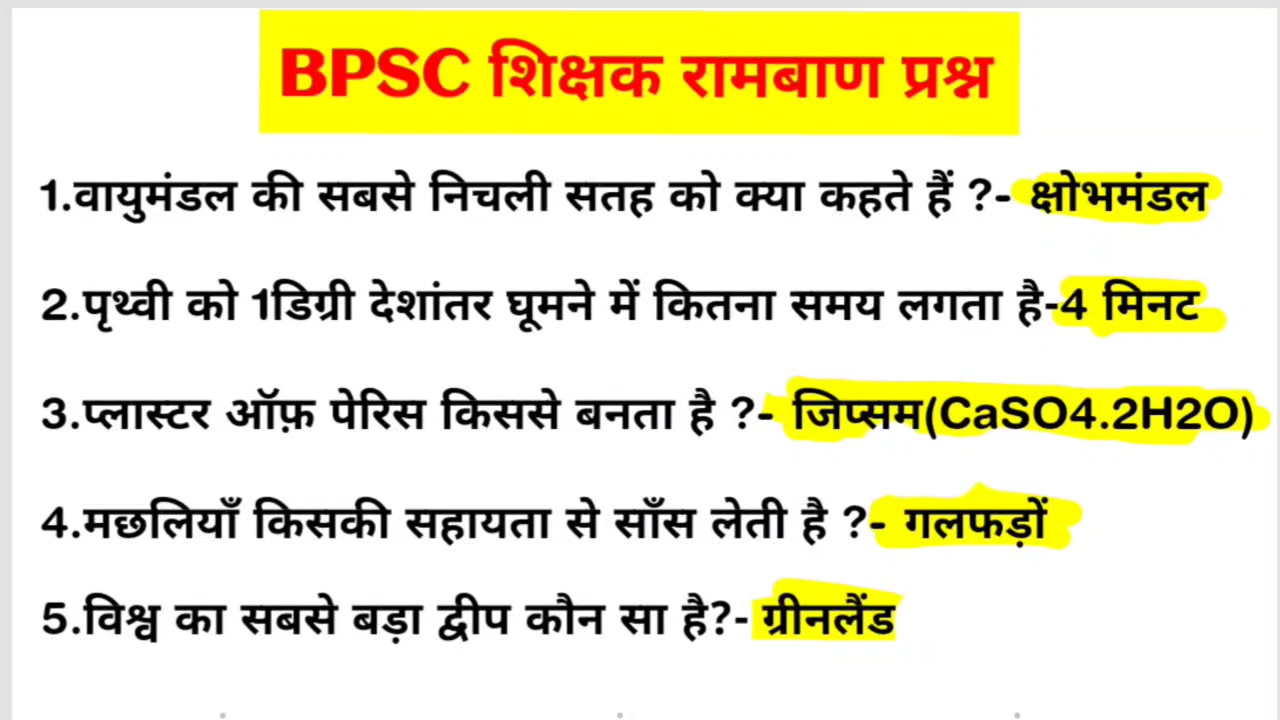 BPSC शिक्षक रामबाण प्रश्न
1.वायुमंडल की सबसे निचली सतह को क्या कहते हैं ?- क्षोभमंडल
2.पृथ्वी को 1डिग्री देशांतर घूमने में कितना समय लगता है-4 मिनट
3.प्लास्टर ऑफ़ पेरिस किससे बनता है ?- जिप्सम(CaSO4.2H2O)
4.मछलियाँ किसकी सहायता से साँस लेती है ?- गलफड़ों
5.विश्व का सबसे बड़ा द्वीप कौन सा है?- ग्रीनलैंड